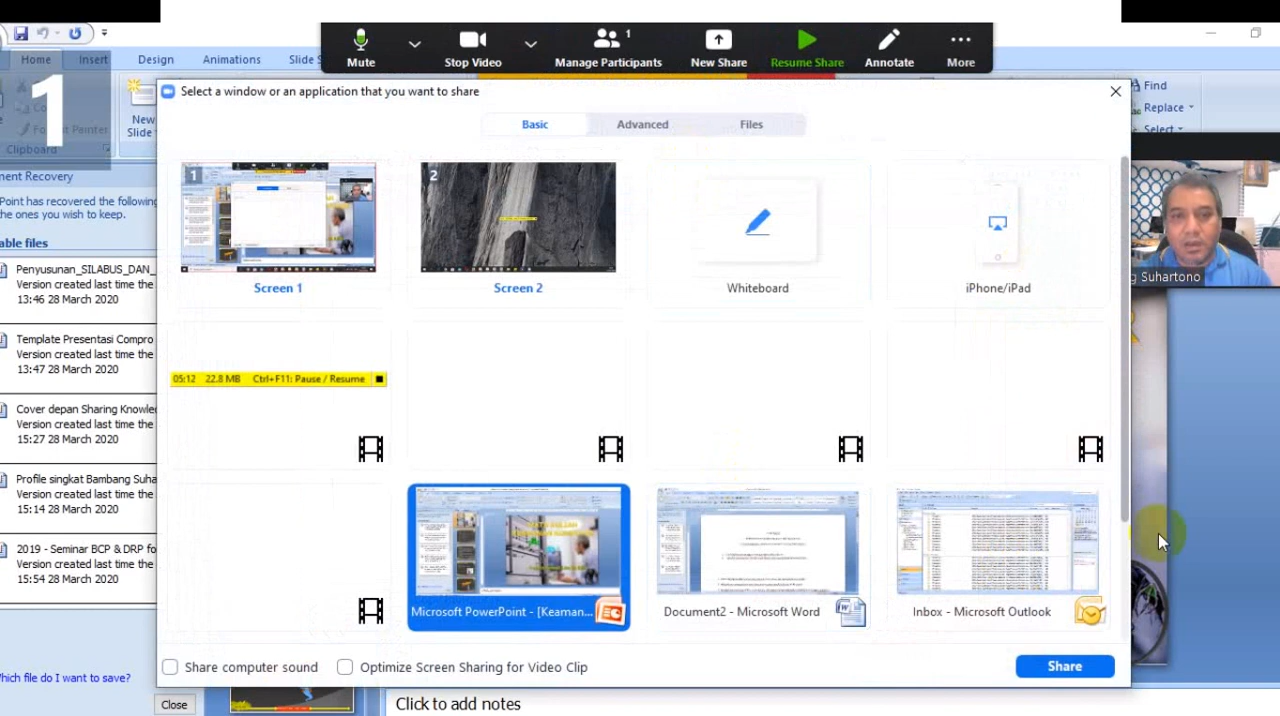 Home
Insert
Design
Animations
Slide S
1
Mute
Stop Video
Manage Participants
1
New Share
Resume Share
Annotate
More
New
Slide
Format Painter
Clipboard
Find
Replace
Select
Select a window or an application that you want to share
Basic
Advanced
Files
1
Screen 1
2
Screen 2
Whiteboard
iPhone/iPad
g Suhartono
ment Recovery
Point has recovered the following
the ones you wish to keep.
able files
Penyusunan_SILABUS_DAN_
Version created last time the
13:46 28 March 2020
Template Presentasi Compro
Version created last time the
13:47 28 March 2020
Cover depan Sharing Knowle
Version created last time the
15:27 28 March 2020
Profile singkat Bambang Suha
Version created last time the
15:14 28 March 2020
2019 - Seminar BCP & DRP fo
Version created last time the
15:54 28 March 2020
hich file do I want to save?
Close
05:12 22.8 MB Ctrl+F11: Pause / Resume
Microsoft PowerPoint - [Keaman...
Document2 - Microsoft Word
Inbox - Microsoft Outlook
Share computer sound
Optimize Screen Sharing for Video Clip
Share
Click to add notes